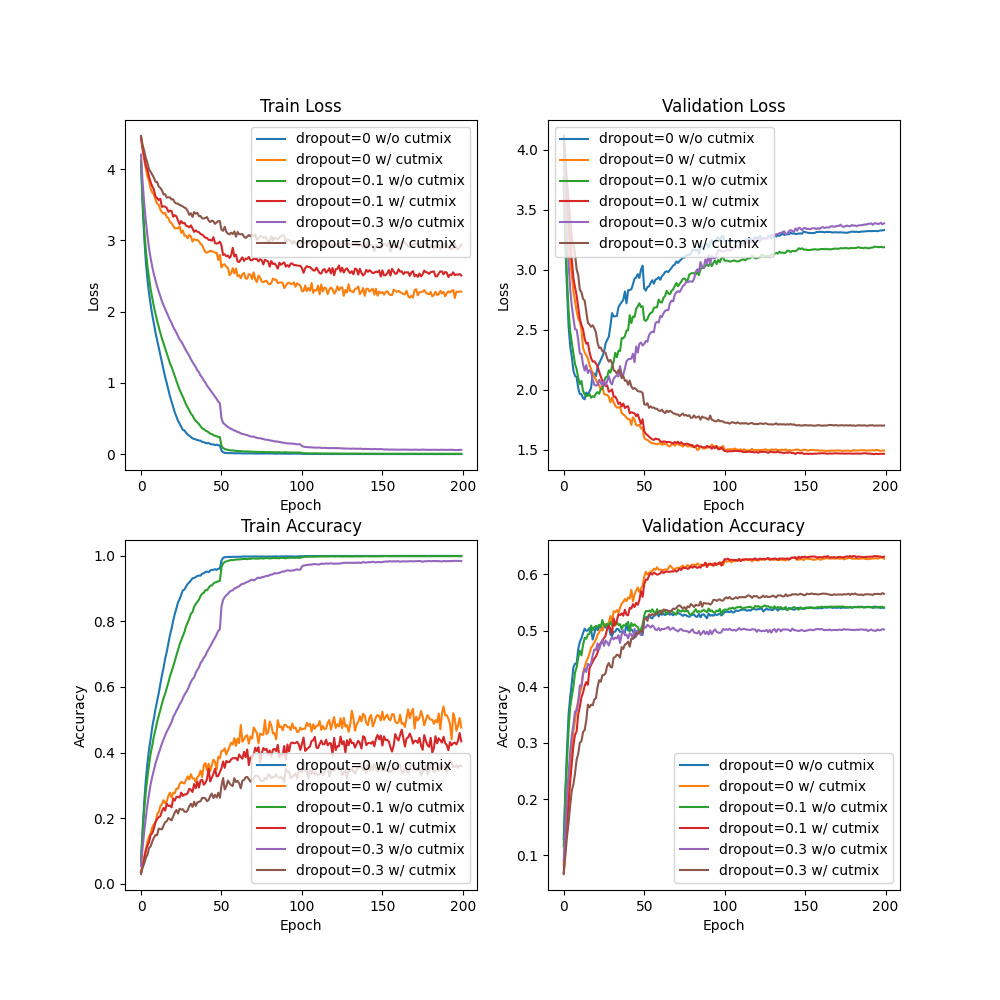 Train Loss
Loss
4
3
2
1
0
0 50 100 150 200
Epoch
dropout=0 w/o cutmix
dropout=0 w/ cutmix
dropout=0.1 w/o cutmix
dropout=0.1 w/ cutmix
dropout=0.3 w/o cutmix
dropout=0.3 w/ cutmix
Validation Loss
Loss
4.0
3.5
3.0
2.5
2.0
1.5
0 50 100 150 200
Epoch
dropout=0 w/o cutmix
dropout=0 w/ cutmix
dropout=0.1 w/o cutmix
dropout=0.1 w/ cutmix
dropout=0.3 w/o cutmix
dropout=0.3 w/ cutmix
Train Accuracy
Accuracy
1.0
0.8
0.6
0.4
0.2
0.0
0 50 100 150 200
Epoch
dropout=0 w/o cutmix
dropout=0 w/ cutmix
dropout=0.1 w/o cutmix
dropout=0.1 w/ cutmix
dropout=0.3 w/o cutmix
dropout=0.3 w/ cutmix
Validation Accuracy
Accuracy
0.6
0.5
0.4
0.3
0.2
0.1
0 50 100 150 200
Epoch
dropout=0 w/o cutmix
dropout=0 w/ cutmix
dropout=0.1 w/o cutmix
dropout=0.1 w/ cutmix
dropout=0.3 w/o cutmix
dropout=0.3 w/ cutmix